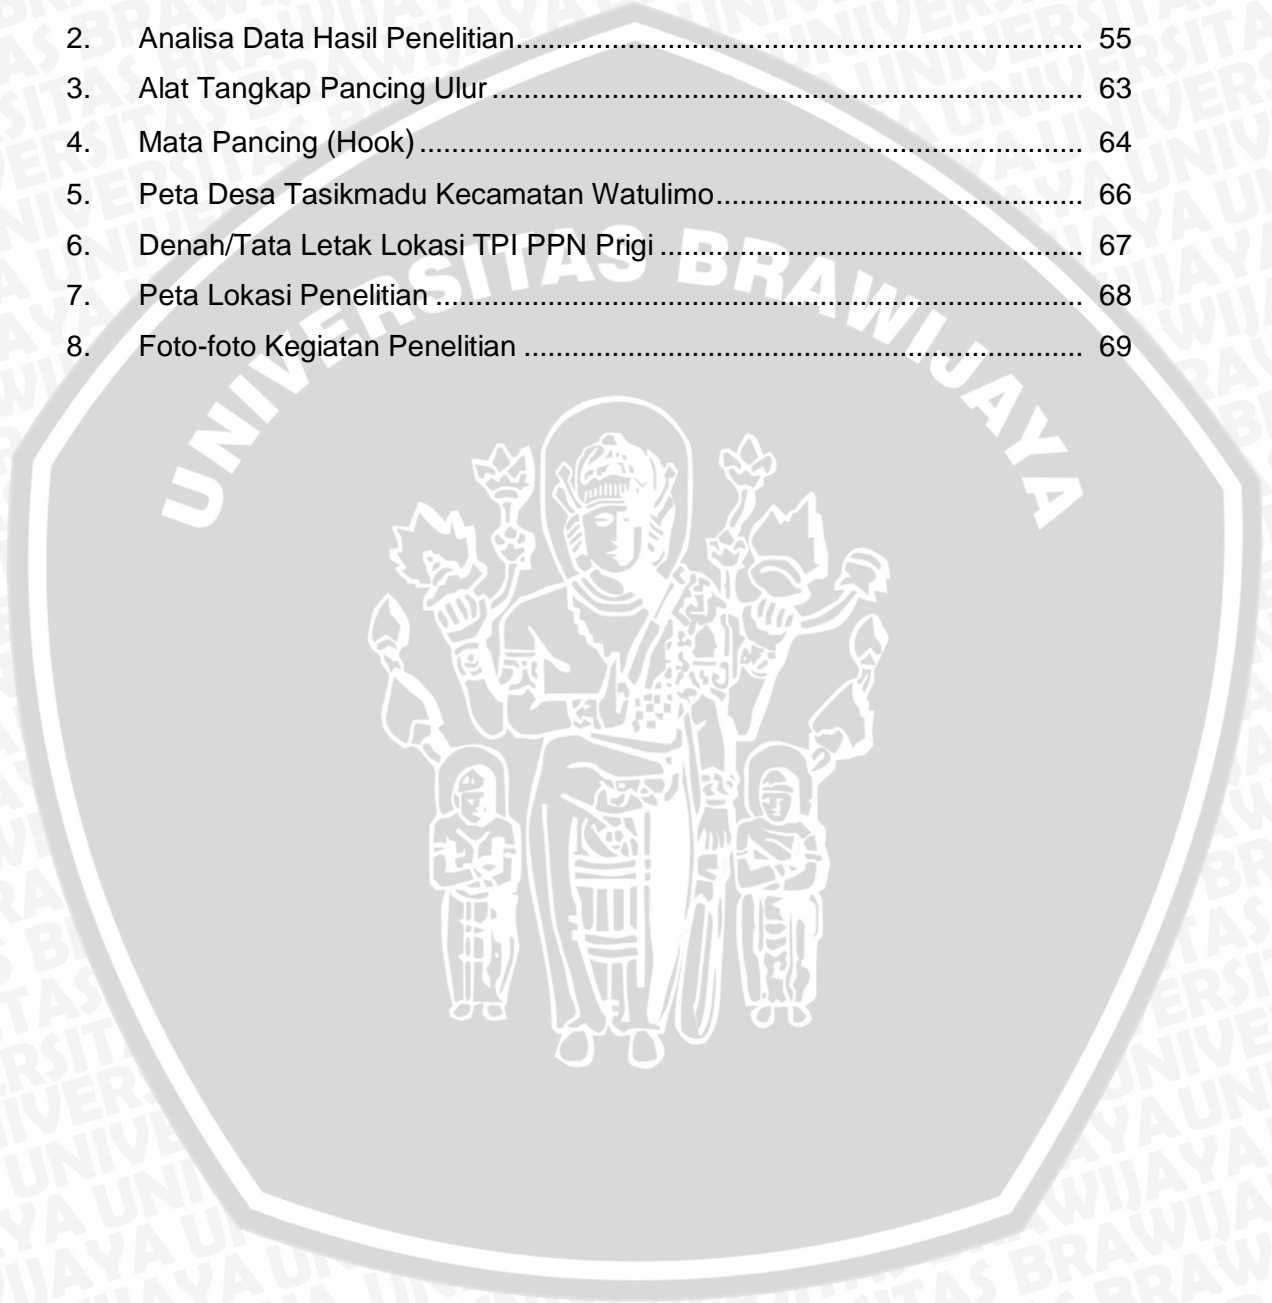 2. Analisa Data Hasil Penelitian.................................................................... 55
3. Alat Tangkap Pancing Ulur...................................................................... 63
4. Mata Pancing (Hook)............................................................................... 64
5. Peta Desa Tasikmadu Kecamatan Watulimo.......................................... 66
6. Denah/Tata Letak Lokasi TPI PPN Prigi................................................. 67
7. Peta Lokasi Penelitian............................................................................. 68
8. Foto-foto Kegiatan Penelitian.................................................................. 69
UNIVERSITAS BRAWIJAYA